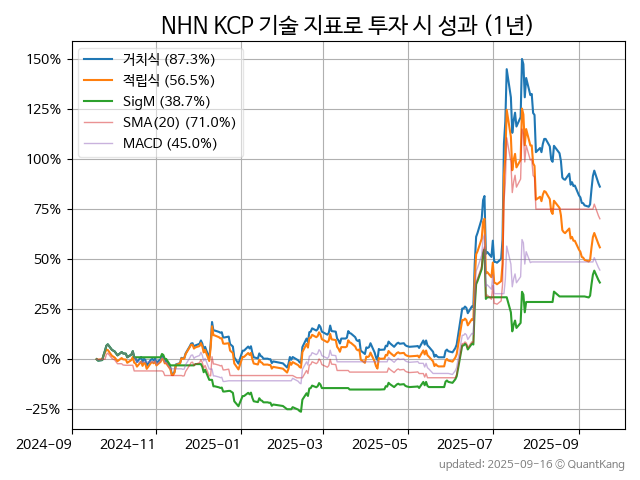 NHN KCP 기술 지표로 투자 시 성과 (1년)
거치식 (87.3%)
적립식 (56.5%)
SigM (38.7%)
SMA(20) (71.0%)
MACD (45.0%)
150%
125%
100%
75%
50%
25%
0%
−25%
2024-09 2024-11 2025-01 2025-03 2025-05 2025-07 2025-09
updated: 2025-09-16 © QuantKang